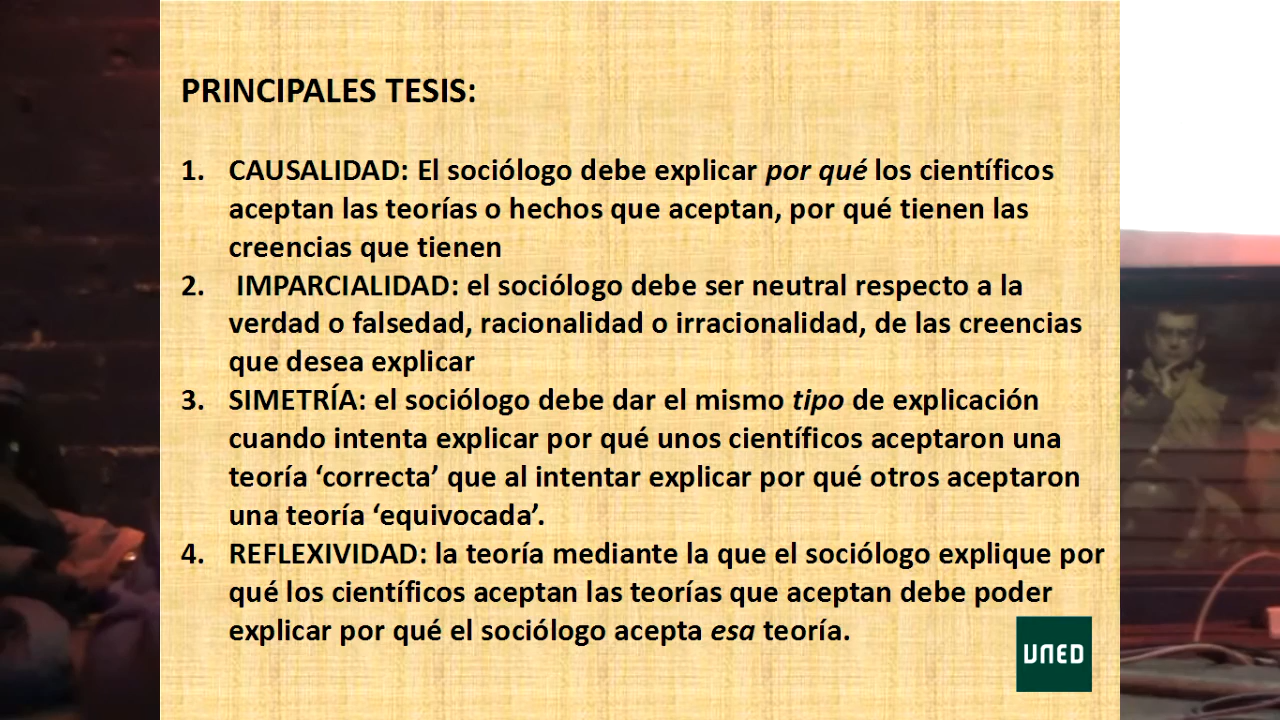 PRINCIPALES TESIS:
1. CAUSALIDAD: El sociólogo debe explicar por qué los científicos
aceptan las teorías o hechos que aceptan, por qué tienen las
creencias que tienen
2. IMPARCIALIDAD: el sociólogo debe ser neutral respecto a la
verdad o falsedad, racionalidad o irracionalidad, de las creencias
que desea explicar
3. SIMETRÍA: el sociólogo debe dar el mismo tipo de explicación
cuando intenta explicar por qué unos científicos aceptaron una
teoría ‘correcta’ que al intentar explicar por qué otros aceptaron
una teoría ‘equivocada’.
4. REFLEXIVIDAD: la teoría mediante la que el sociólogo explique por
qué los científicos aceptan las teorías que aceptan debe poder
explicar por qué el sociólogo acepta esa teoría.
UNED